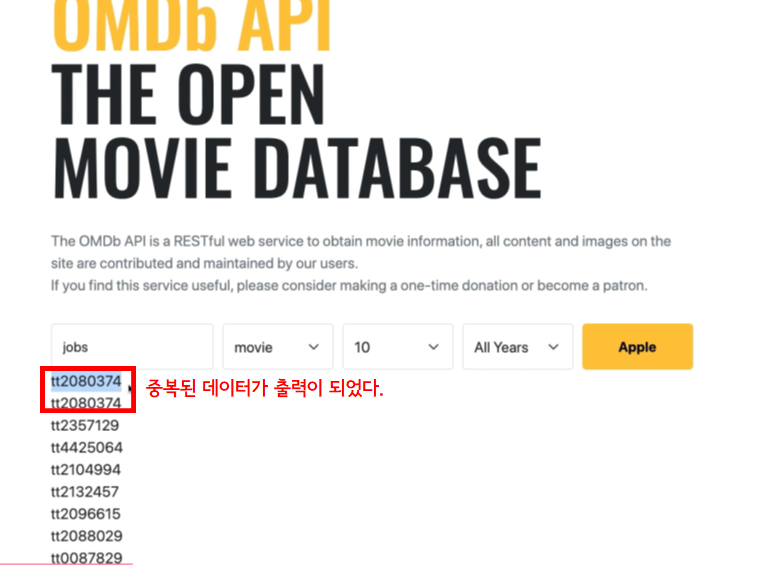 OMDb API
THE OPEN
MOVIE DATABASE
The OMDb API is a RESTful web service to obtain movie information, all content and images on the
site are contributed and maintained by our users.
If you find this service useful, please consider making a one-time donation or become a patron.
jobs movie 10 All Years Apple
tt2080374
중복된 데이터가 출력이 되었다.
tt2080374
tt2357129
tt4425064
tt2104994
tt2132457
tt2096615
tt2088029
tt0087829